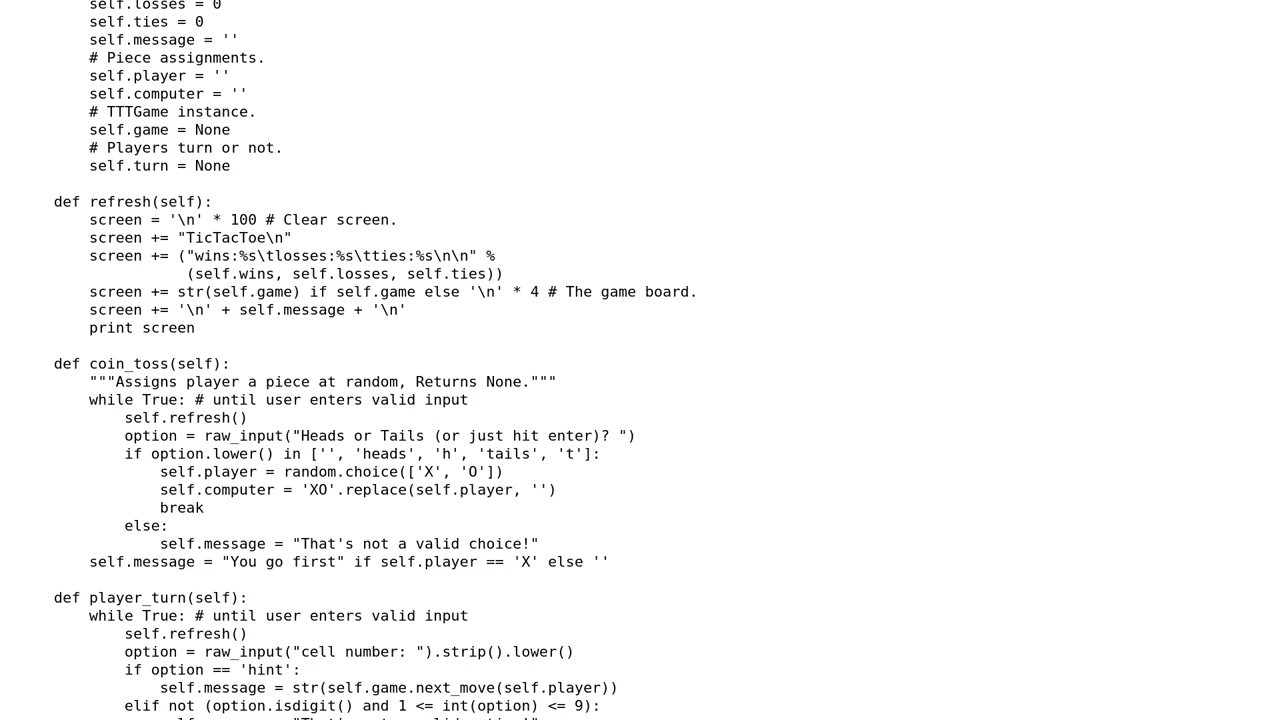 self.losses = 0
self.ties = 0
self.message = ''
# Piece assignments.
self.player = ''
self.computer = ''
# TTTGame instance.
self.game = None
# Players turn or not.
self.turn = None
def refresh(self):
screen = '\n' * 100 # Clear screen.
screen += "TicTacToe\n"
screen += ("wins:%s\tlosses:%s\tties:%s\n\n" %
(self.wins, self.losses, self.ties))
screen += str(self.game) if self.game else '\n' * 4 # The game board.
screen += '\n' + self.message + '\n'
print screen
def coin_toss(self):
"""Assigns player a piece at random, Returns None."""
while True: # until user enters valid input
self.refresh()
option = raw_input("Heads or Tails (or just hit enter)? ")
if option.lower() in ['', 'heads', 'h', 'tails', 't']:
self.player = random.choice(['X', 'O'])
self.computer = 'XO'.replace(self.player, '')
break
else:
self.message = "That's not a valid choice!"
self.message = "You go first" if self.player == 'X' else ''
def player_turn(self):
while True: # until user enters valid input
self.refresh()
option = raw_input("cell number: ").strip().lower()
if option == 'hint':
self.message = str(self.game.next_move(self.player))
elif not (option.isdigit() and 1 <= int(option) <= 9):